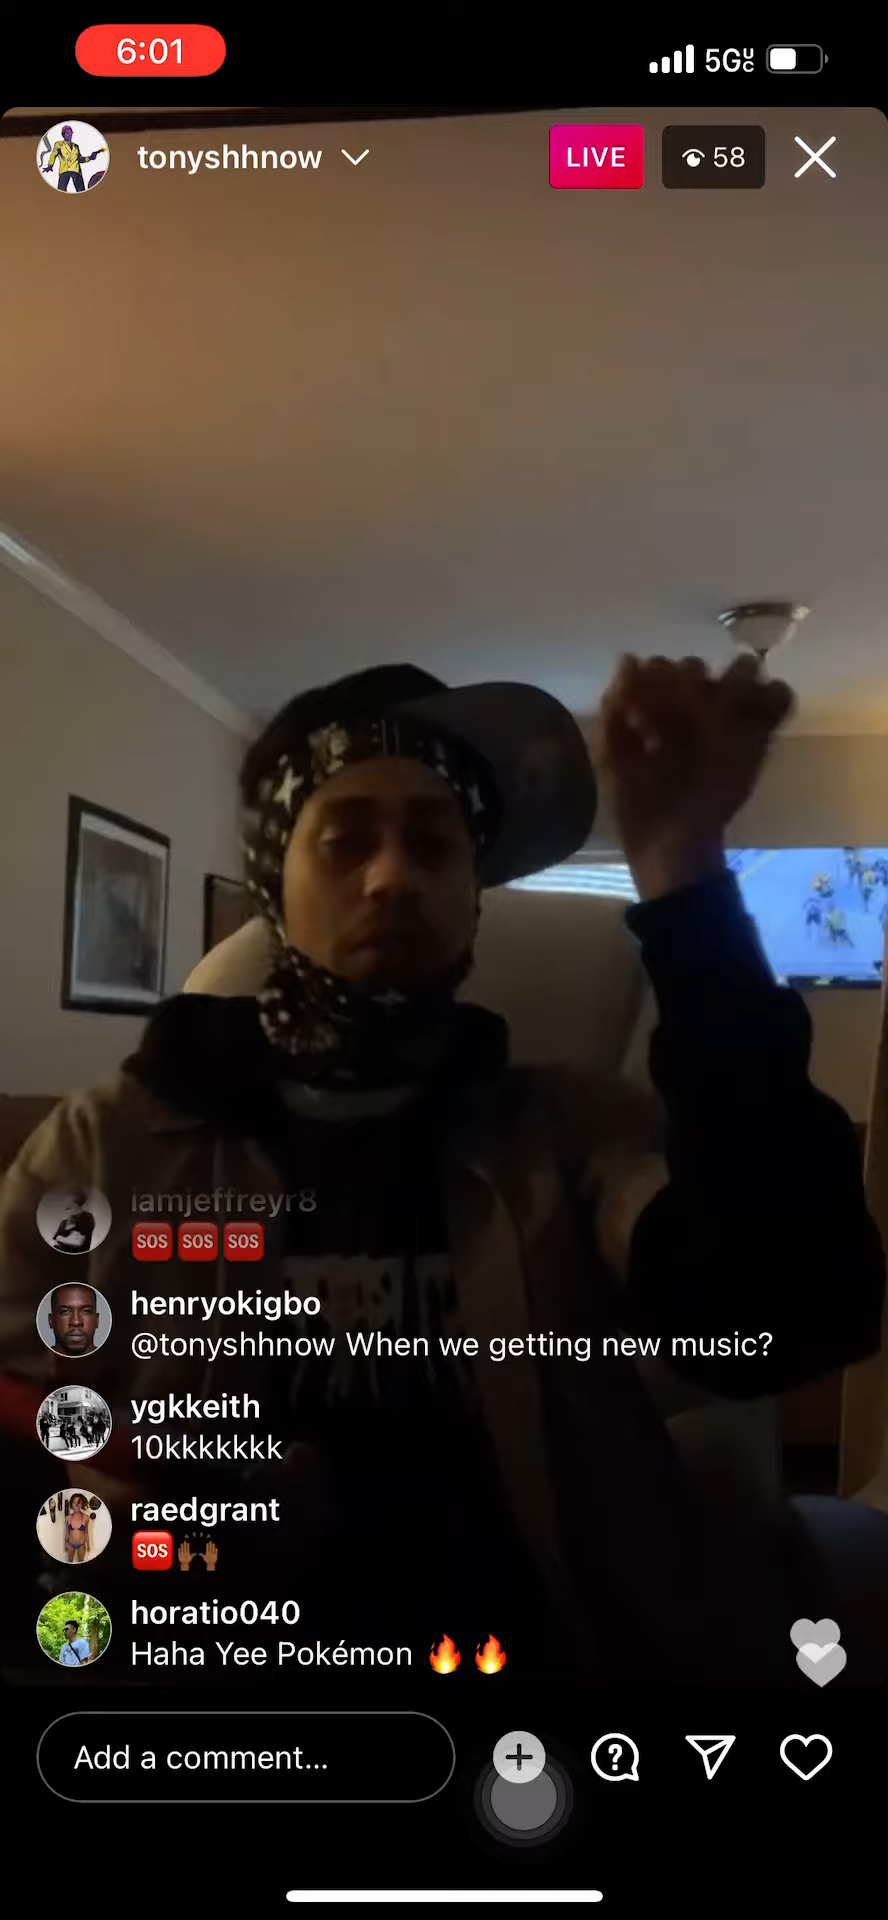 6:01
5GUC
tonyshhnow
LIVE
58
iamjeffreyr8
SOS SOS SOS
henryokigbo
@tonyshhnow When we getting new music?
ygkkeith
10kkkkkkk
raedgrant
SOS
horatio040
Haha Yee Pokémon
Add a comment...